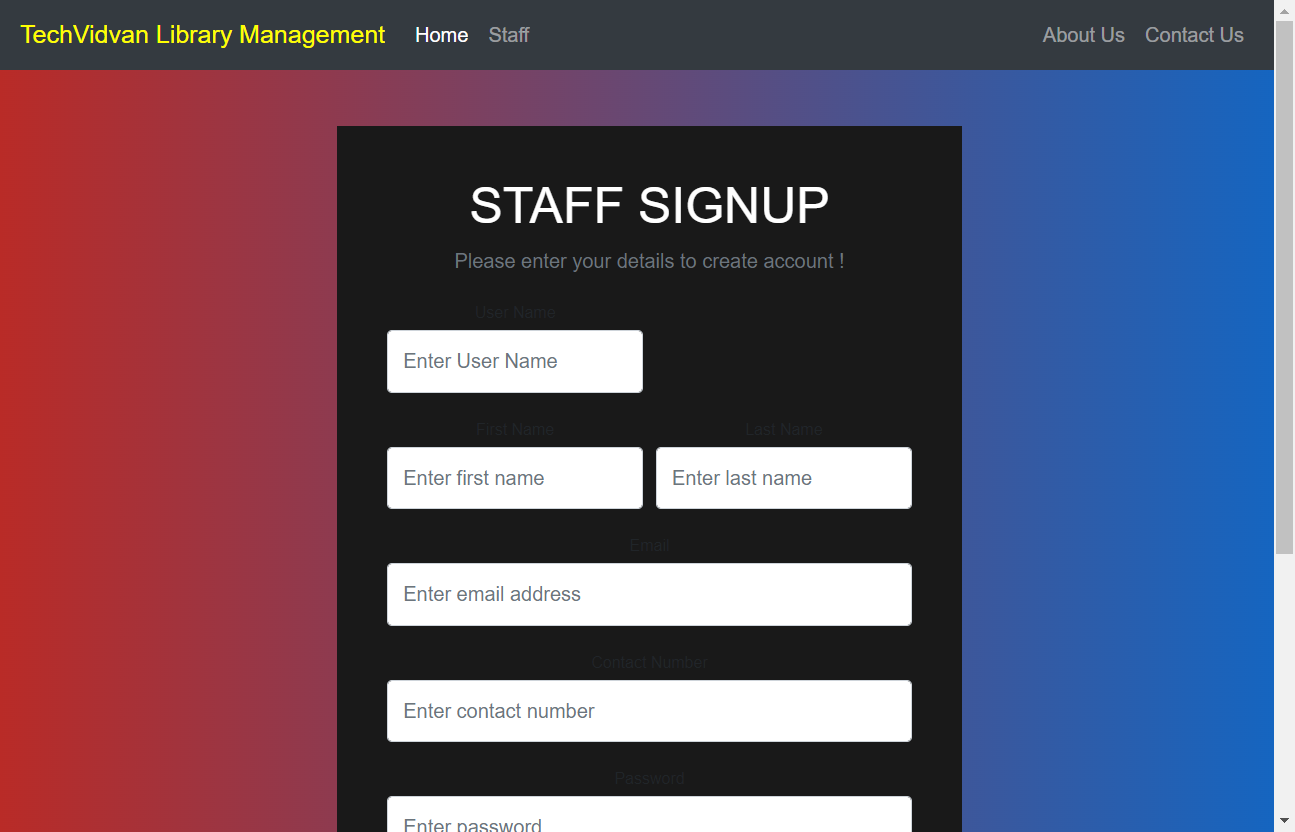 TechVidvan Library Management Home Staff About Us Contact Us
STAFF SIGNUP
Please enter your details to create account !
User Name
Enter User Name
First Name Last Name
Enter first name Enter last name
Email
Enter email address
Contact Number
Enter contact number
Password
Enter password